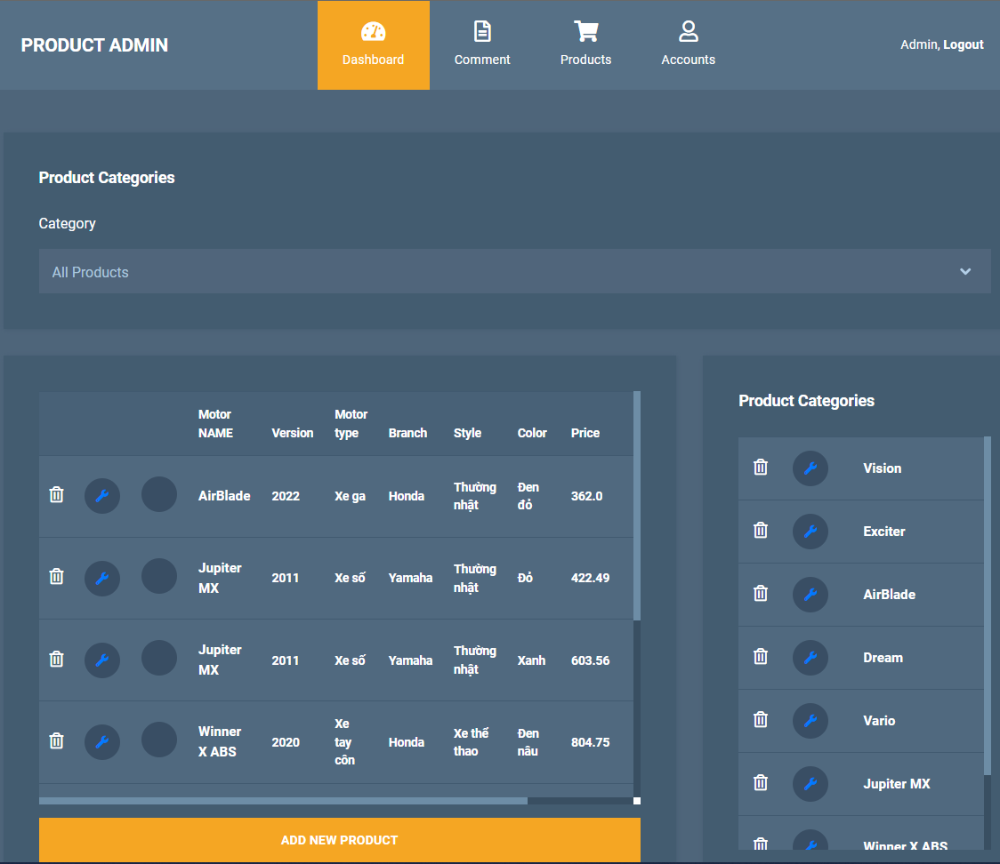 PRODUCT ADMIN
Dashboard
Comment
Products
Accounts
Admin, Logout
Product Categories
Category
All Products
Motor NAME Version Motor type Branch Style Color Price
AirBlade 2022 Xe ga Honda Thường nhật Đen đỏ 362.0
Jupiter MX 2011 Xe số Yamaha Thường nhật Đỏ 422.49
Jupiter MX 2011 Xe số Yamaha Thường nhật Xanh 603.56
Winner X ABS 2020 Xe tay côn Honda Xe thể thao Đen nâu 804.75
ADD NEW PRODUCT
Product Categories
Vision
Exciter
AirBlade
Dream
Vario
Jupiter MX
Winner X ABS